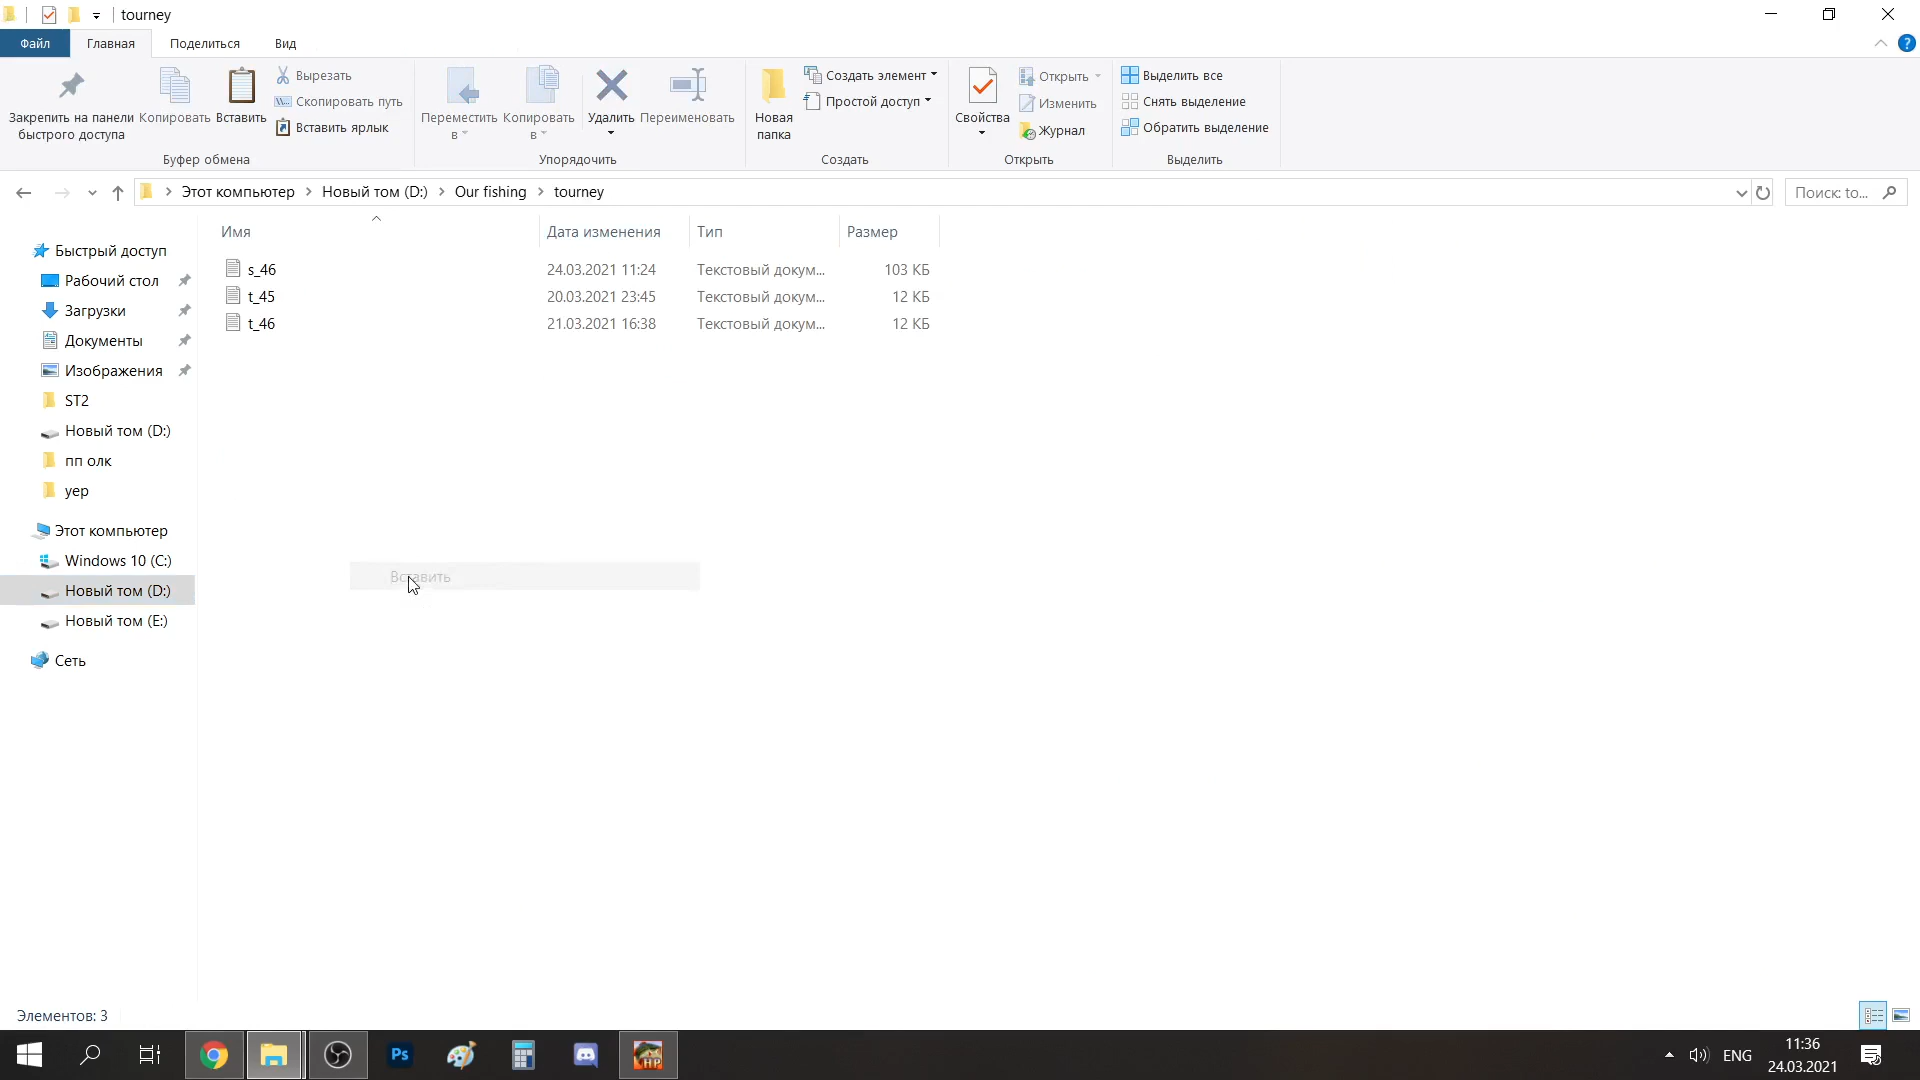 tourney
Файл Главная Поделиться Вид
Закрепить на панели быстрого доступа
Копировать
Вставить
Вырезать
Скопировать путь
Вставить ярлык
Буфер обмена
Переместить в
Копировать в
Удалить
Переименовать
Упорядочить
Новая папка
Создать элемент
Простой доступ
Создать
Свойства
Открыть
Изменить
Журнал
Открыть
Выделить все
Снять выделение
Обратить выделение
Выделить
Этот компьютер Новый том (D:) Our fishing tourney
Поиск: to...
Быстрый доступ
Рабочий стол
Загрузки
Документы
Изображения
ST2
Новый том (D:)
пп олк
yep
Этот компьютер
Windows 10 (C:)
Новый том (D:)
Новый том (E:)
Сеть
Имя Дата изменения Тип Размер
s_46 24.03.2021 11:24 Текстовый докум... 103 КБ
t_45 20.03.2021 23:45 Текстовый докум... 12 КБ
t_46 21.03.2021 16:38 Текстовый докум... 12 КБ
Вставить
Элементов: 3
Ps
HP
ENG
11:36
24.03.2021